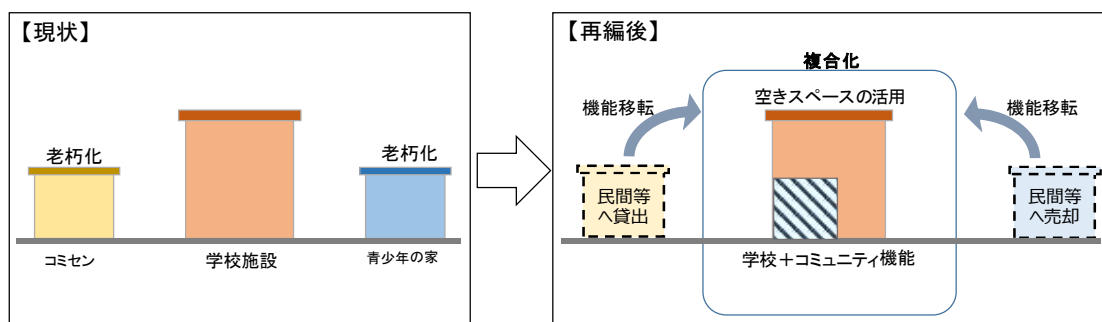 【現状】
老朽化
老朽化
コミセン
学校施設
青少年の家
【再編後】
複合化
空きスペースの活用
機能移転
機能移転
民間等
へ貸出
民間等
へ売却
学校＋コミュニティ機能